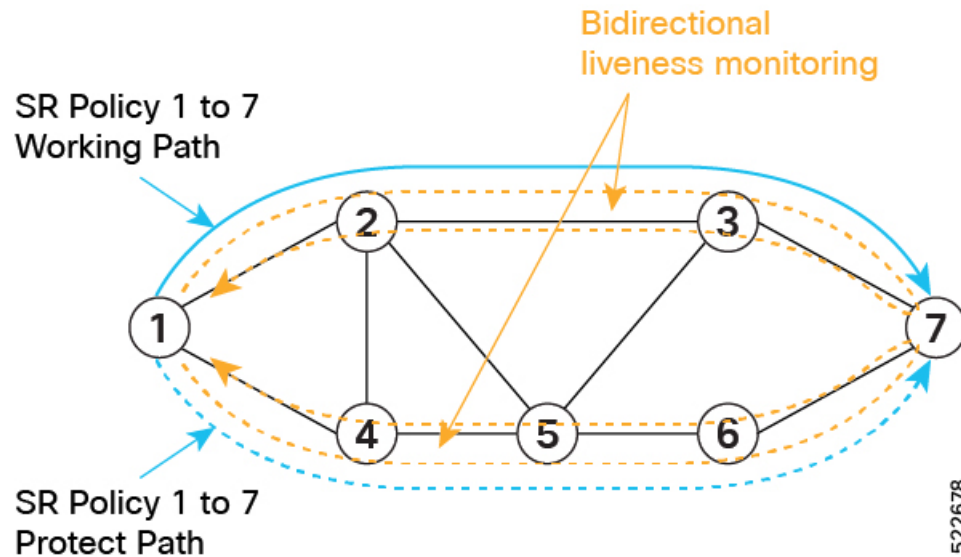 Bidirectional
liveness monitoring
SR Policy 1 to 7
Working Path
2
3
1
7
4
5
6
SR Policy 1 to 7
Protect Path
522678